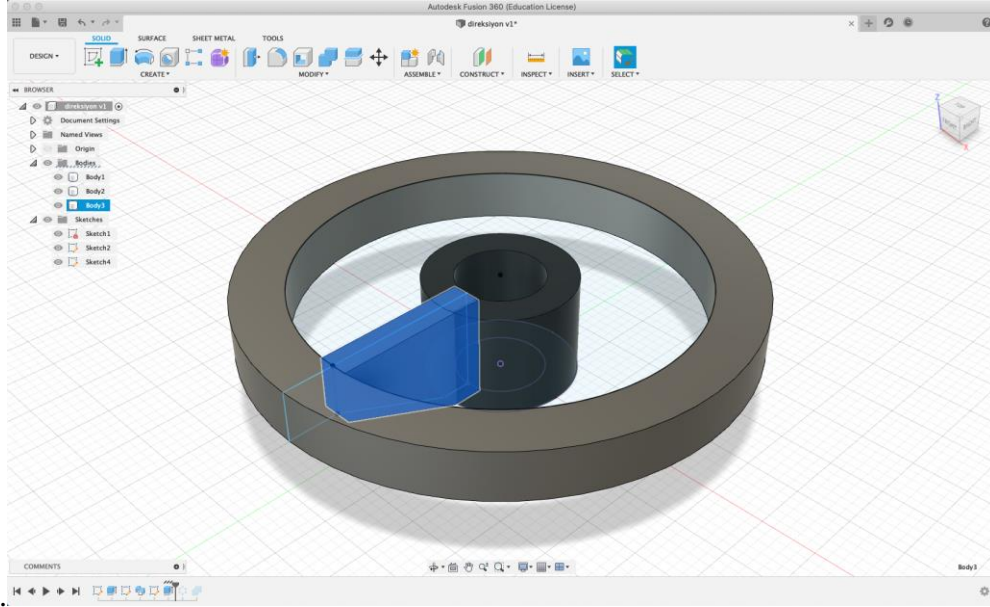 Autodesk Fusion 360 (Education License)
direksiyon v1*
SOLID SURFACE SHEET METAL TOOLS
DESIGN
CREATE MODIFY ASSEMBLE CONSTRUCT INSPECT INSERT SELECT
BROWSER
direksiyon v1
Document Settings
Named Views
Origin
Bodies
Body1
Body2
Body3
Sketches
Sketch1
Sketch2
Sketch4
Z
X
COMMENTS
Body3